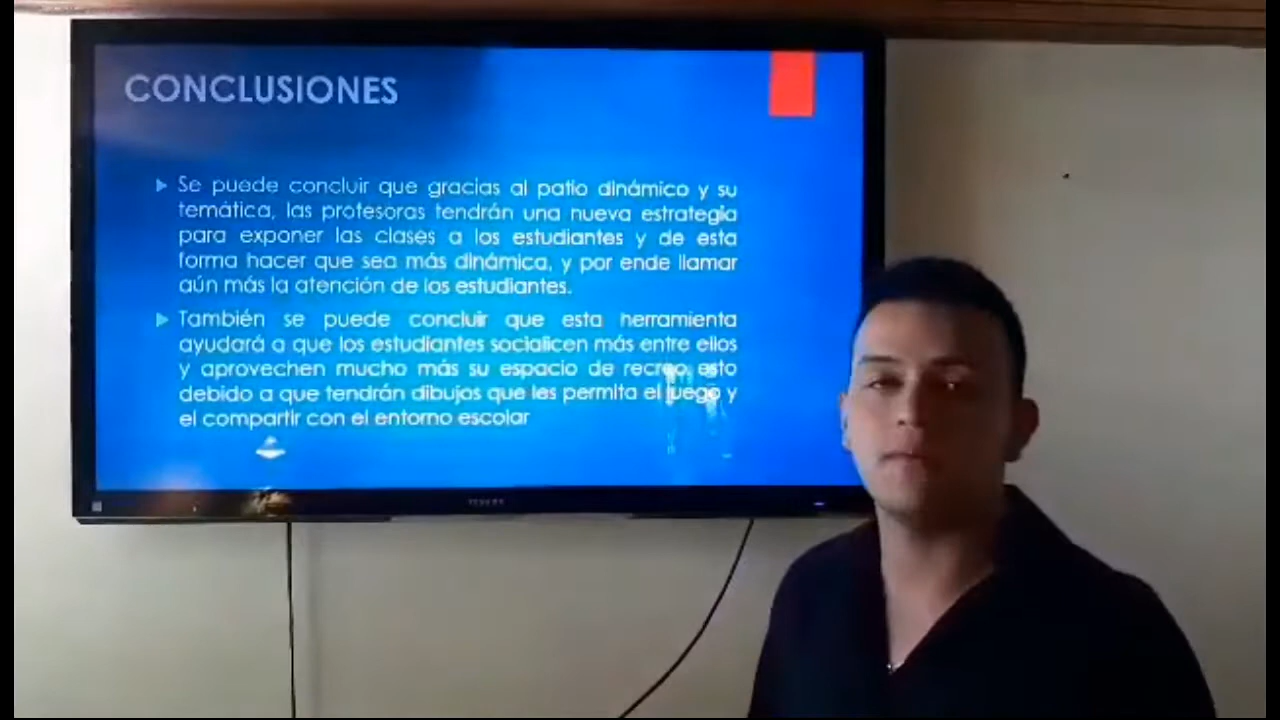 CONCLUSIONES
Se puede concluir que gracias al patio dinámico y su
temática, las profesoras tendrán una nueva estrategia
para exponer las clases a los estudiantes y de esta
forma hacer que sea más dinámica, y por ende llamar
aún más la atención de los estudiantes.
También se puede concluir que esta herramienta
ayudará a que los estudiantes socialicen más entre ellos
y aprovechen mucho más su espacio de recreo, esto
debido a que tendrán dibujos que les permita el juego y
el compartir con el entorno escolar